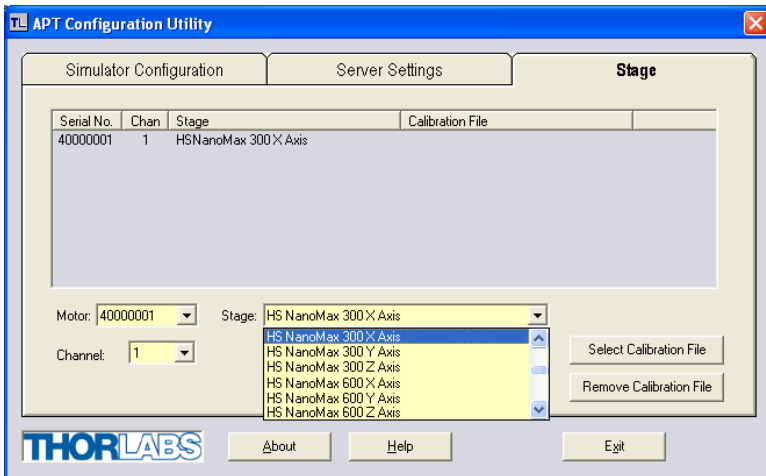 TL APT Configuration Utility
Simulator Configuration Server Settings Stage
Serial No. Chan Stage Calibration File
40000001 1 HSNanoMax 300 X Axis
Motor: 40000001 Stage: HS NanoMax 300 X Axis
HS NanoMax 300 X Axis
HS NanoMax 300 Y Axis
Channel: 1 HS NanoMax 300 Z Axis Select Calibration File
HS NanoMax 600 X Axis
HS NanoMax 600 Y Axis Remove Calibration File
HS NanoMax 600 Z Axis
THORLABS About Help Exit